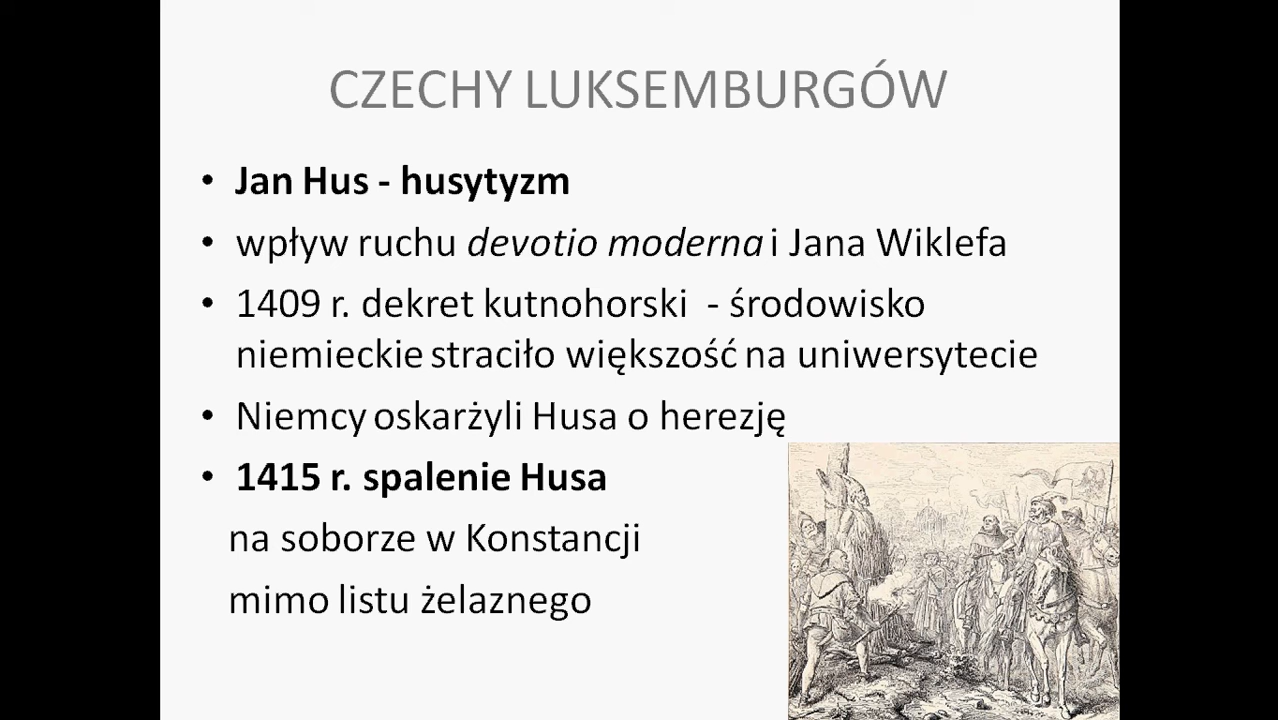 CZECHY LUKSEMBURGÓW
• Jan Hus - husytyzm
• wpływ ruchu devotio moderna i Jana Wiklefa
• 1409 r. dekret kutnohorski - środowisko
niemieckie straciło większość na uniwersytecie
• Niemcy oskarżyli Husa o herezję
• 1415 r. spalenie Husa
na soborze w Konstancji
mimo listu żelaznego